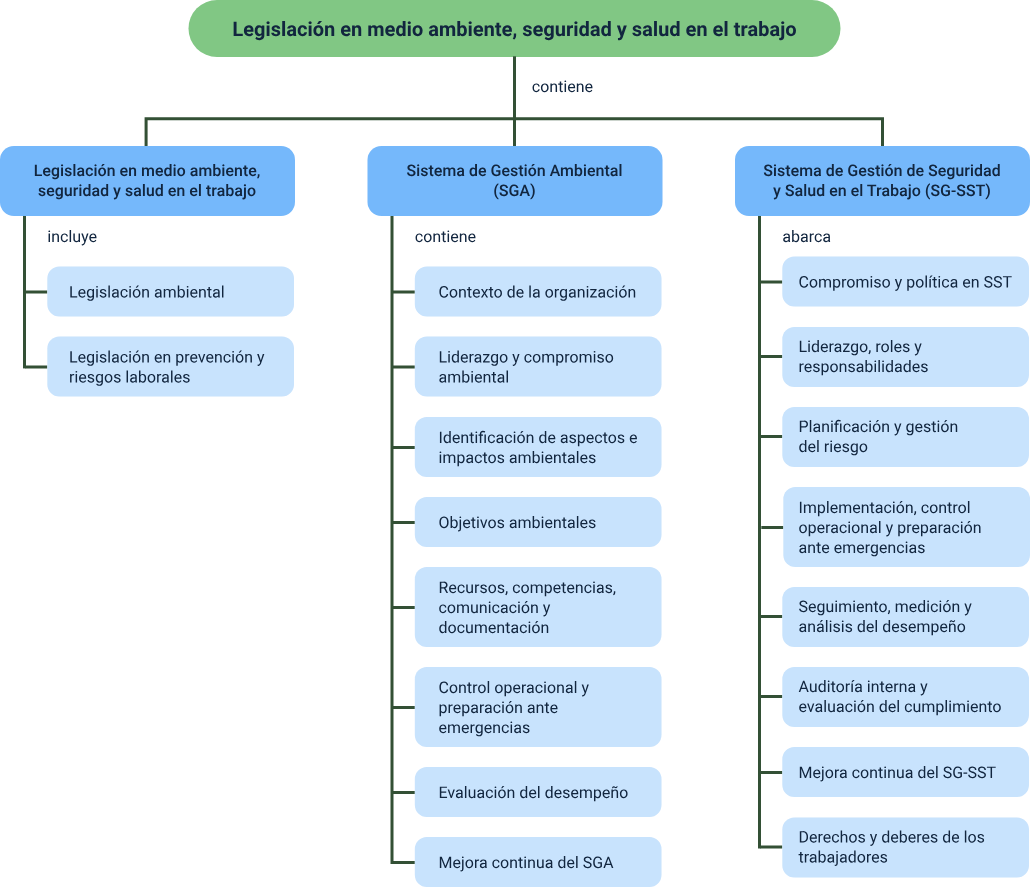 Legislación en medio ambiente, seguridad y salud en el trabajo
contiene
Legislación en medio ambiente,
seguridad y salud en el trabajo
incluye
Legislación ambiental
Legislación en prevención y
riesgos laborales
Sistema de Gestión Ambiental
(SGA)
contiene
Contexto de la organización
Liderazgo y compromiso
ambiental
Identificación de aspectos e
impactos ambientales
Objetivos ambientales
Recursos, competencias,
comunicación y
documentación
Control operacional y
preparación ante
emergencias
Evaluación del desempeño
Mejora continua del SGA
Sistema de Gestión de Seguridad
y Salud en el Trabajo (SG-SST)
abarca
Compromiso y política en SST
Liderazgo, roles y
responsabilidades
Planificación y gestión
del riesgo
Implementación, control
operacional y preparación
ante emergencias
Seguimiento, medición y
análisis del desempeño
Auditoría interna y
evaluación del cumplimiento
Mejora continua del SG-SST
Derechos y deberes de los
trabajadores